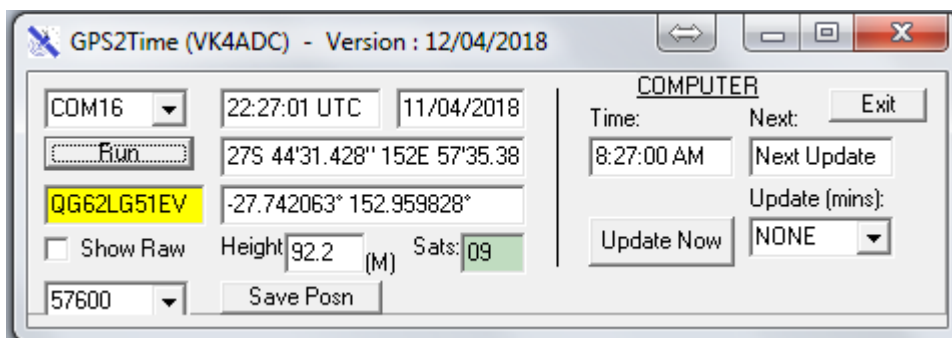 GPS2Time (VK4ADC) - Version : 12/04/2018
COM16 22:27:01 UTC 11/04/2018
Run 27S 44'31.428'' 152E 57'35.38
QG62LG51EV -27.742063* 152.959828*
Show Raw Height 92.2 (M) Sats: 09
57600 Save Posn
COMPUTER
Time: Next: Exit
8:27:00 AM Next Update
Update (mins):
Update Now NONE